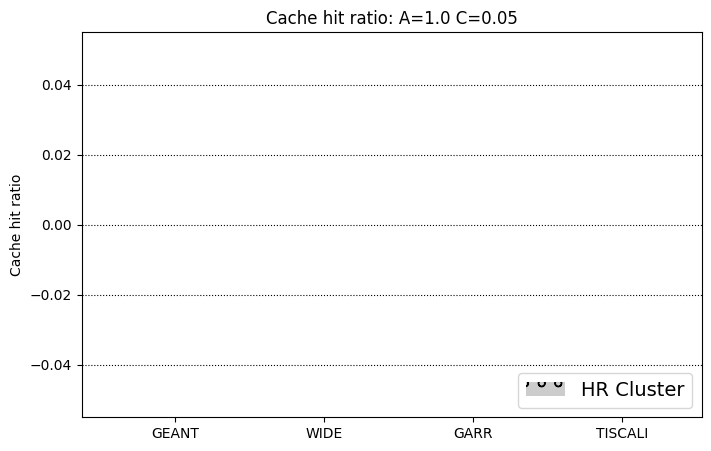 Cache hit ratio: A=1.0 C=0.05
Cache hit ratio
0.04
0.02
0.00
−0.02
−0.04
HR Cluster
GEANT WIDE GARR TISCALI